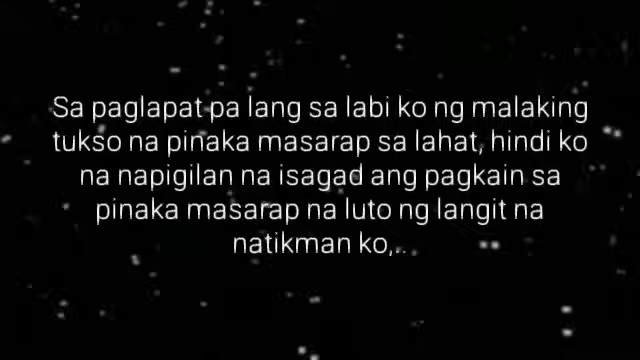 Sa paglapat pa lang sa labi ko ng malaking
tukso na pinaka masarap sa lahat, hindi ko
na napigilan na isagad ang pagkain sa
pinaka masarap na luto ng langit na
natikman ko,..